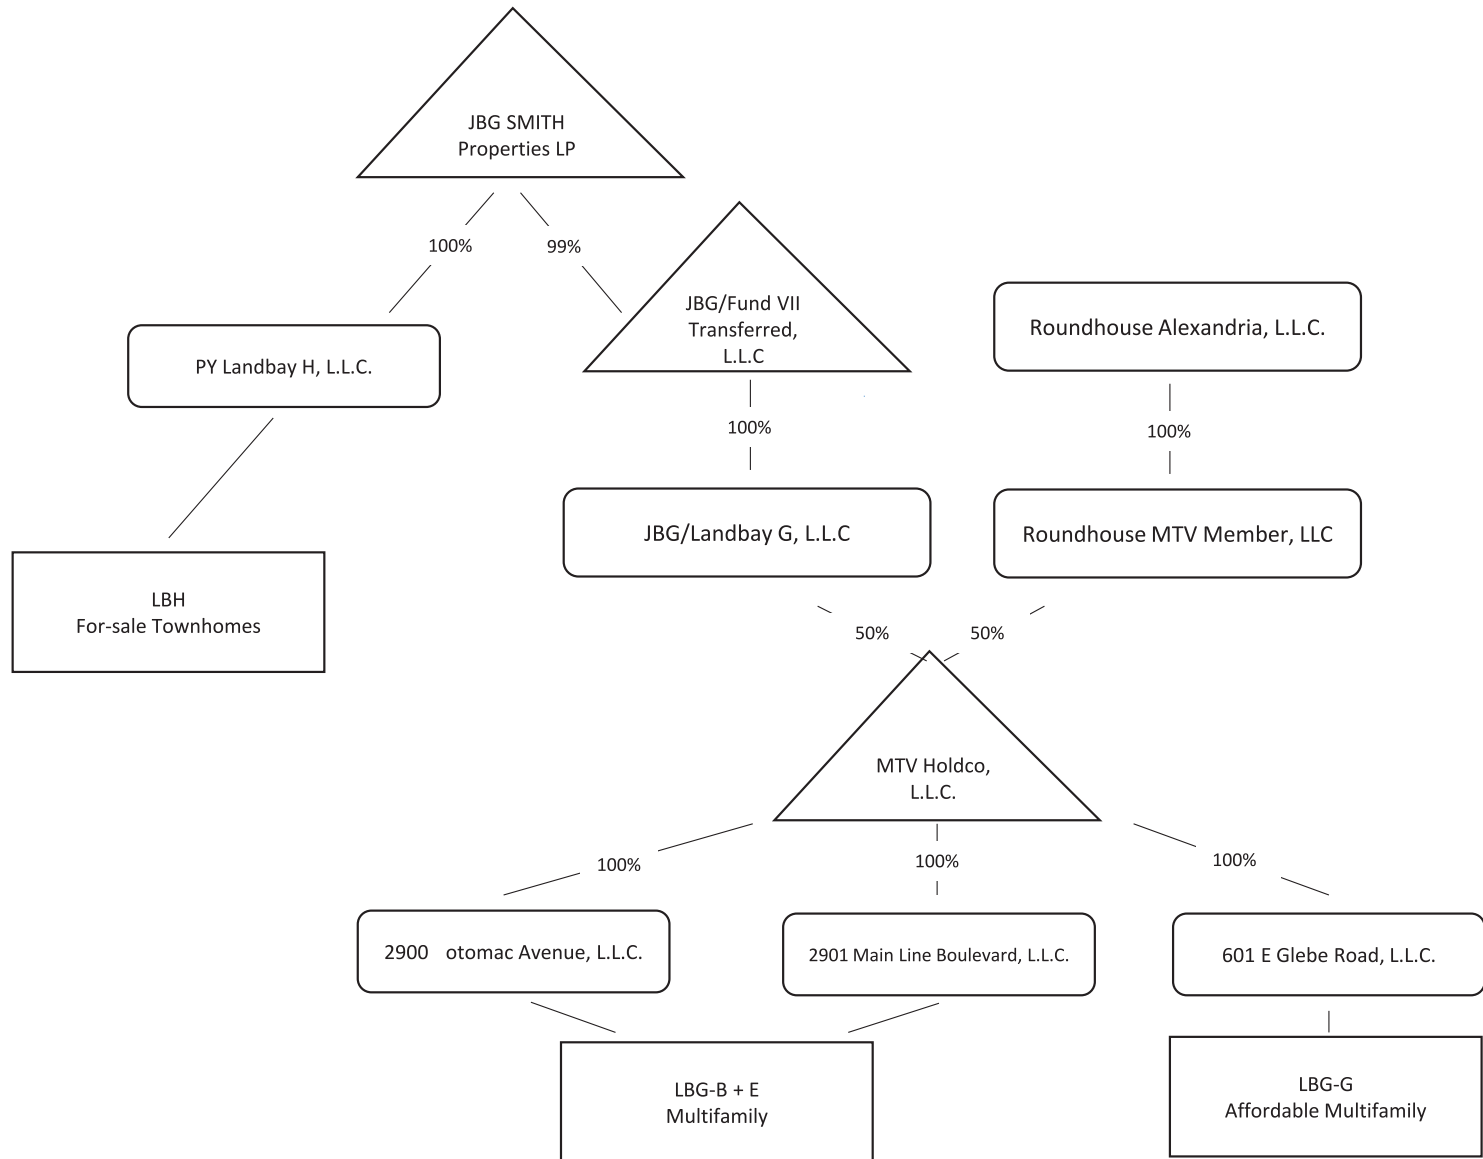 JBG SMITH
Properties LP
100%
99%
JBG/Fund VII
Transferred,
L.L.C
Roundhouse Alexandria, L.L.C.
PY Landbay H, L.L.C.
100%
100%
JBG/Landbay G, L.L.C
Roundhouse MTV Member, LLC
LBH
For-sale Townhomes
50%
50%
MTV Holdco,
L.L.C.
100%
100%
100%
2900 otomac Avenue, L.L.C.
2901 Main Line Boulevard, L.L.C.
601 E Glebe Road, L.L.C.
LBG-B + E
Multifamily
LBG-G
Affordable Multifamily